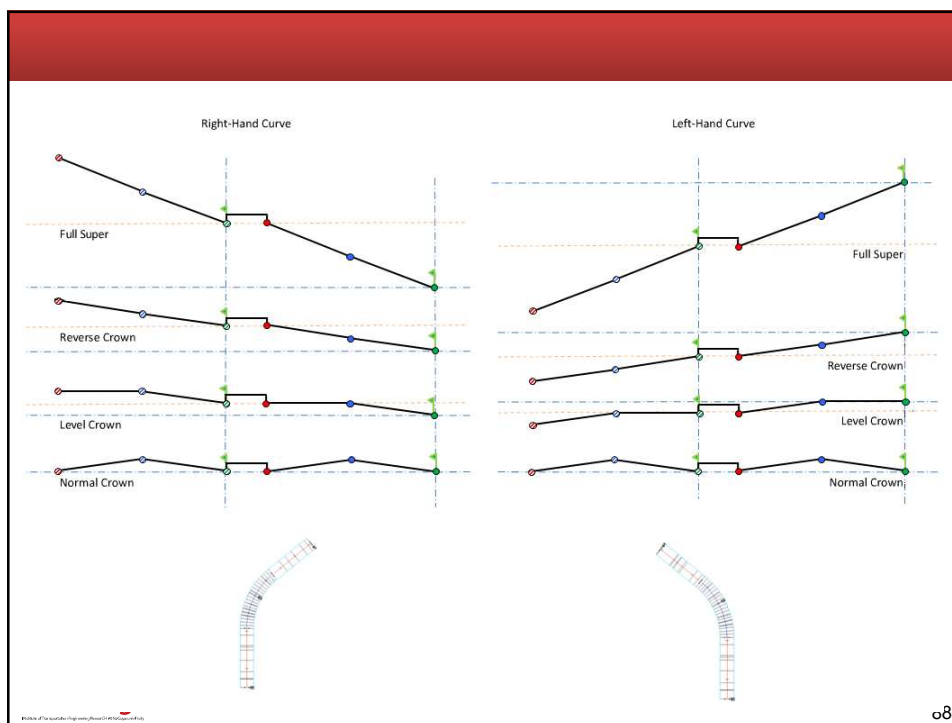 Right-Hand Curve
Full Super
Reverse Crown
Level Crown
Normal Crown
Left-Hand Curve
Full Super
Reverse Crown
Level Crown
Normal Crown